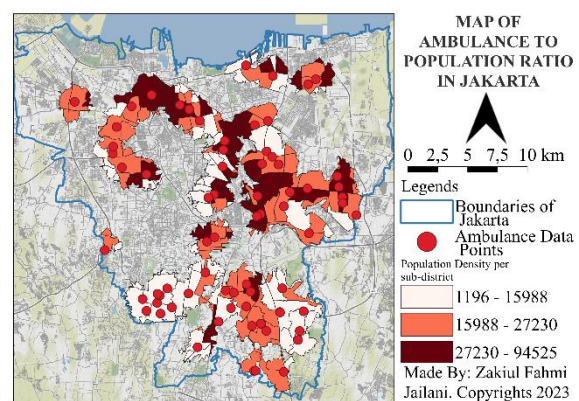 MAP OF
AMBULANCE TO
POPULATION RATIO
IN JAKARTA
0 2,5 5 7,5 10 km
Legends
Boundaries of
Jakarta
Ambulance Data
Points
Population Density per
sub-district
1196 - 15988
15988 - 27230
27230 - 94525
Made By: Zakiul Fahmi
Jailani. Copyrights 2023